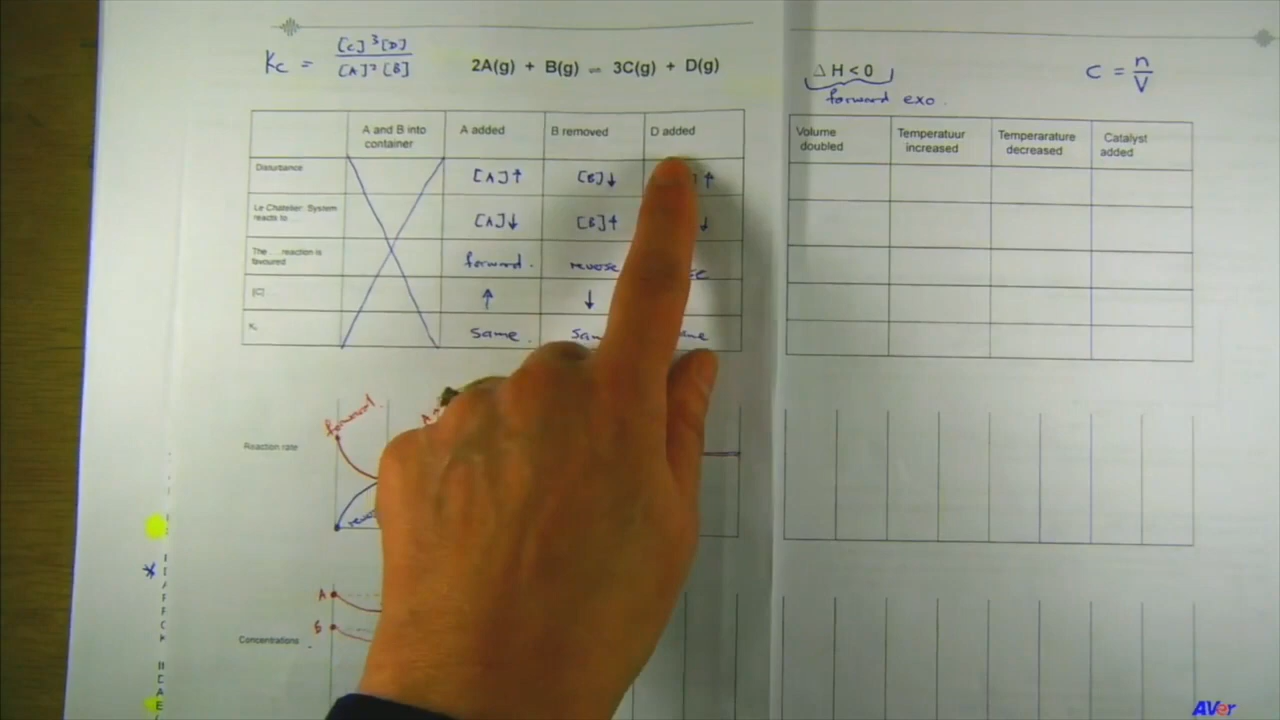 Kc = [C]³[D]
[A]² [B]
2A(g) + B(g) ⇌ 3C(g) + D(g)
Δ H < 0
forward exo.
C = n
V
A and B into container
A added
B removed
D added
Disturbance
[A]↑
[B]↓
↑
Le Chatelier: System reacts to
[A]↓
[B]↑
↓
The ... reaction is favoured
forward.
[C]
↑
↓
Kc
same.
Volume doubled
Temperatuur increased
Temperarature decreased
Catalyst added
Reaction rate
forward.
A
B
Concentrations
AVer